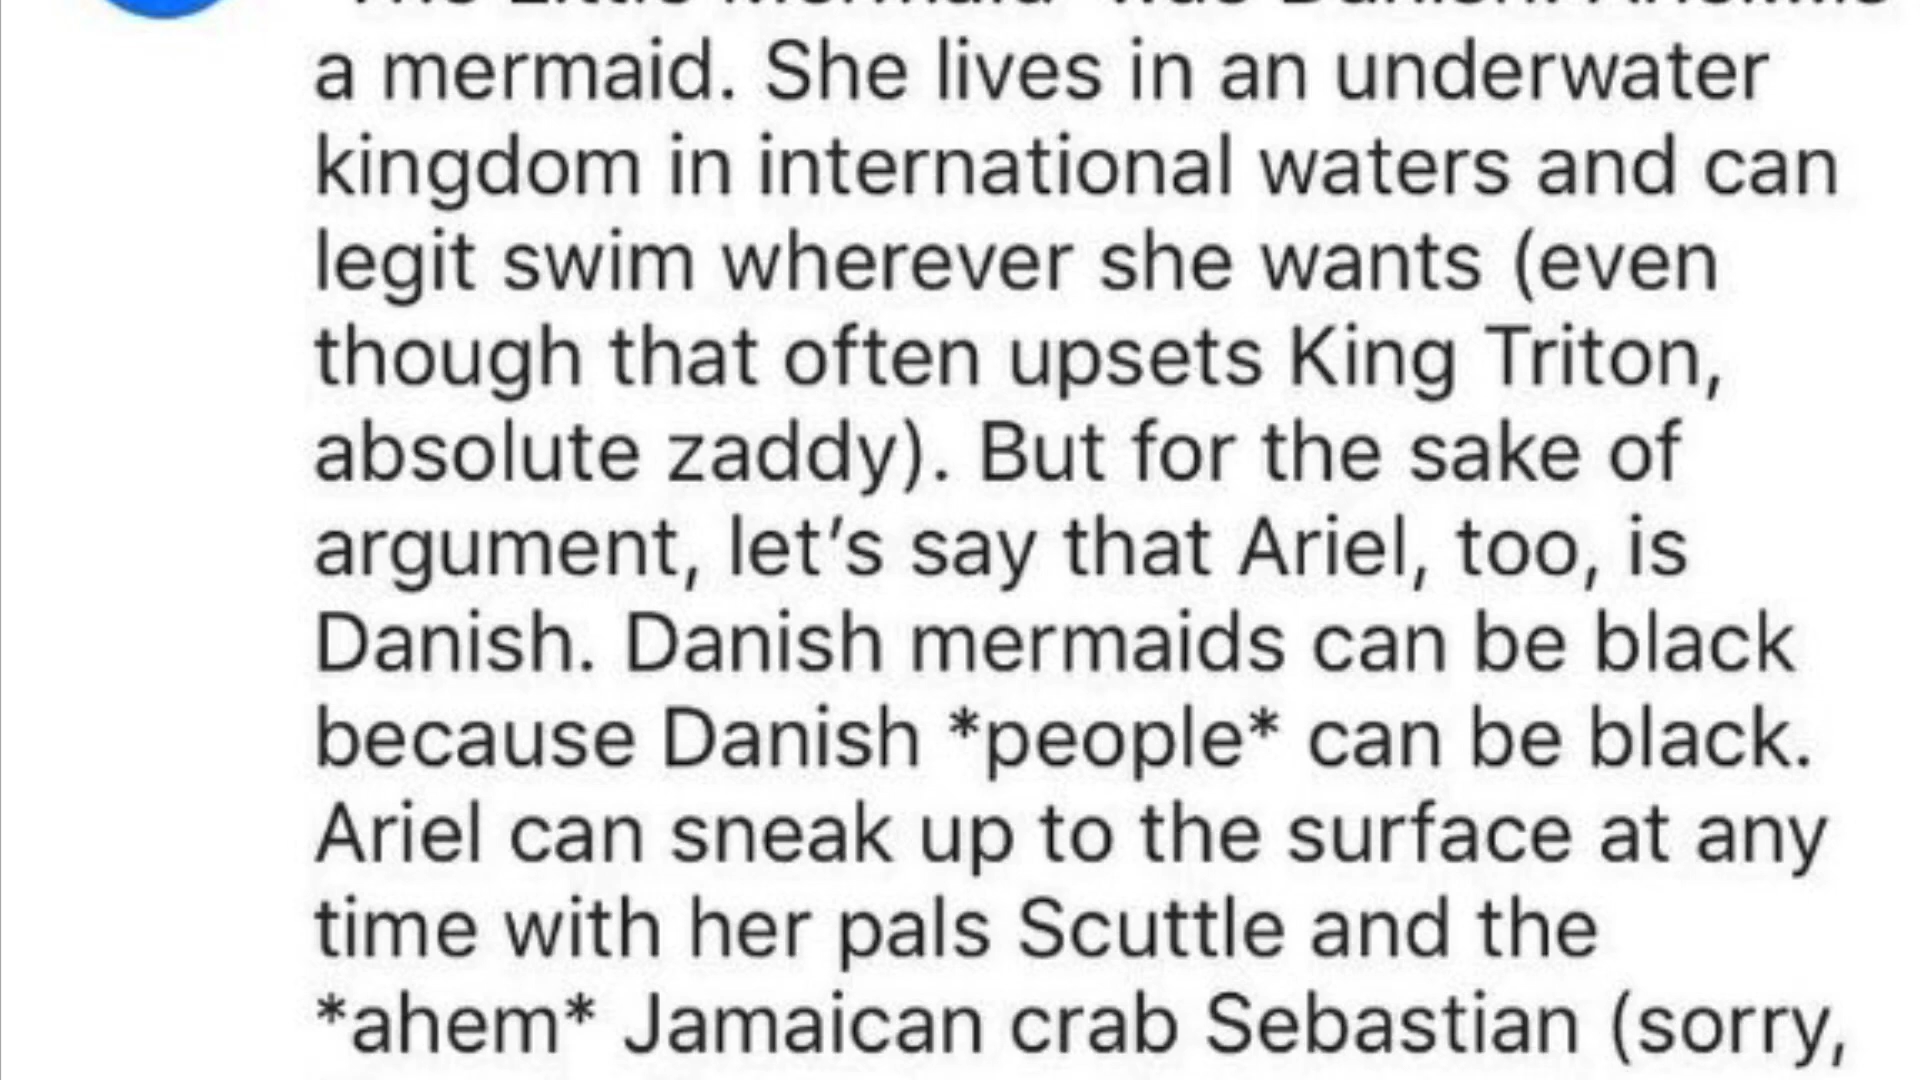 a mermaid. She lives in an underwater
kingdom in international waters and can
legit swim wherever she wants (even
though that often upsets King Triton,
absolute zaddy). But for the sake of
argument, let’s say that Ariel, too, is
Danish. Danish mermaids can be black
because Danish *people* can be black.
Ariel can sneak up to the surface at any
time with her pals Scuttle and the
*ahem* Jamaican crab Sebastian (sorry,